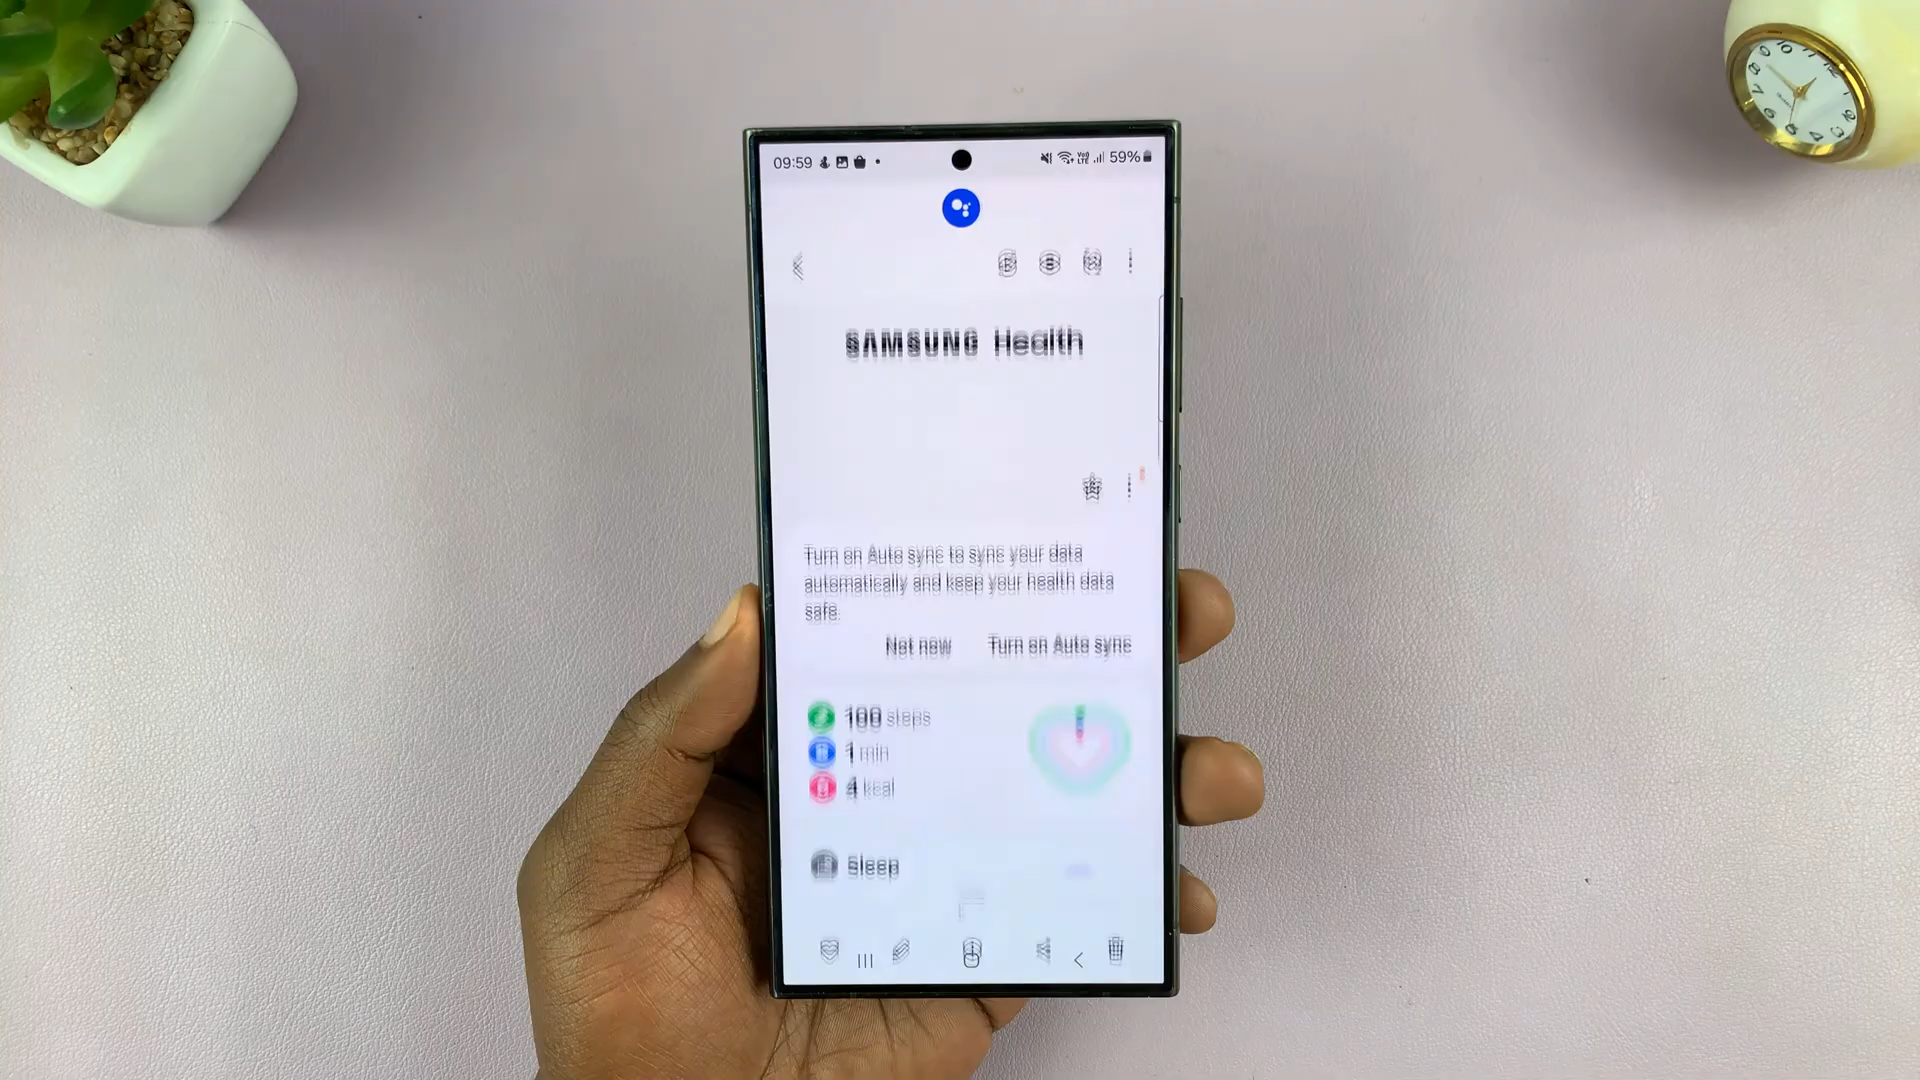 09:59
59%
SAMSUNG Health
Turn on Auto sync to sync your data
automatically and keep your health data
safe.
Not now Turn on Auto sync
100 steps
1 min
4 kcal
Sleep